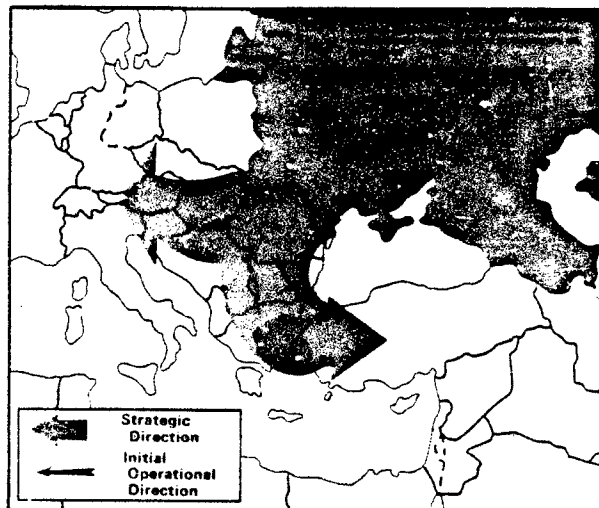 Strategic
Direction
Initial
Operational
Direction